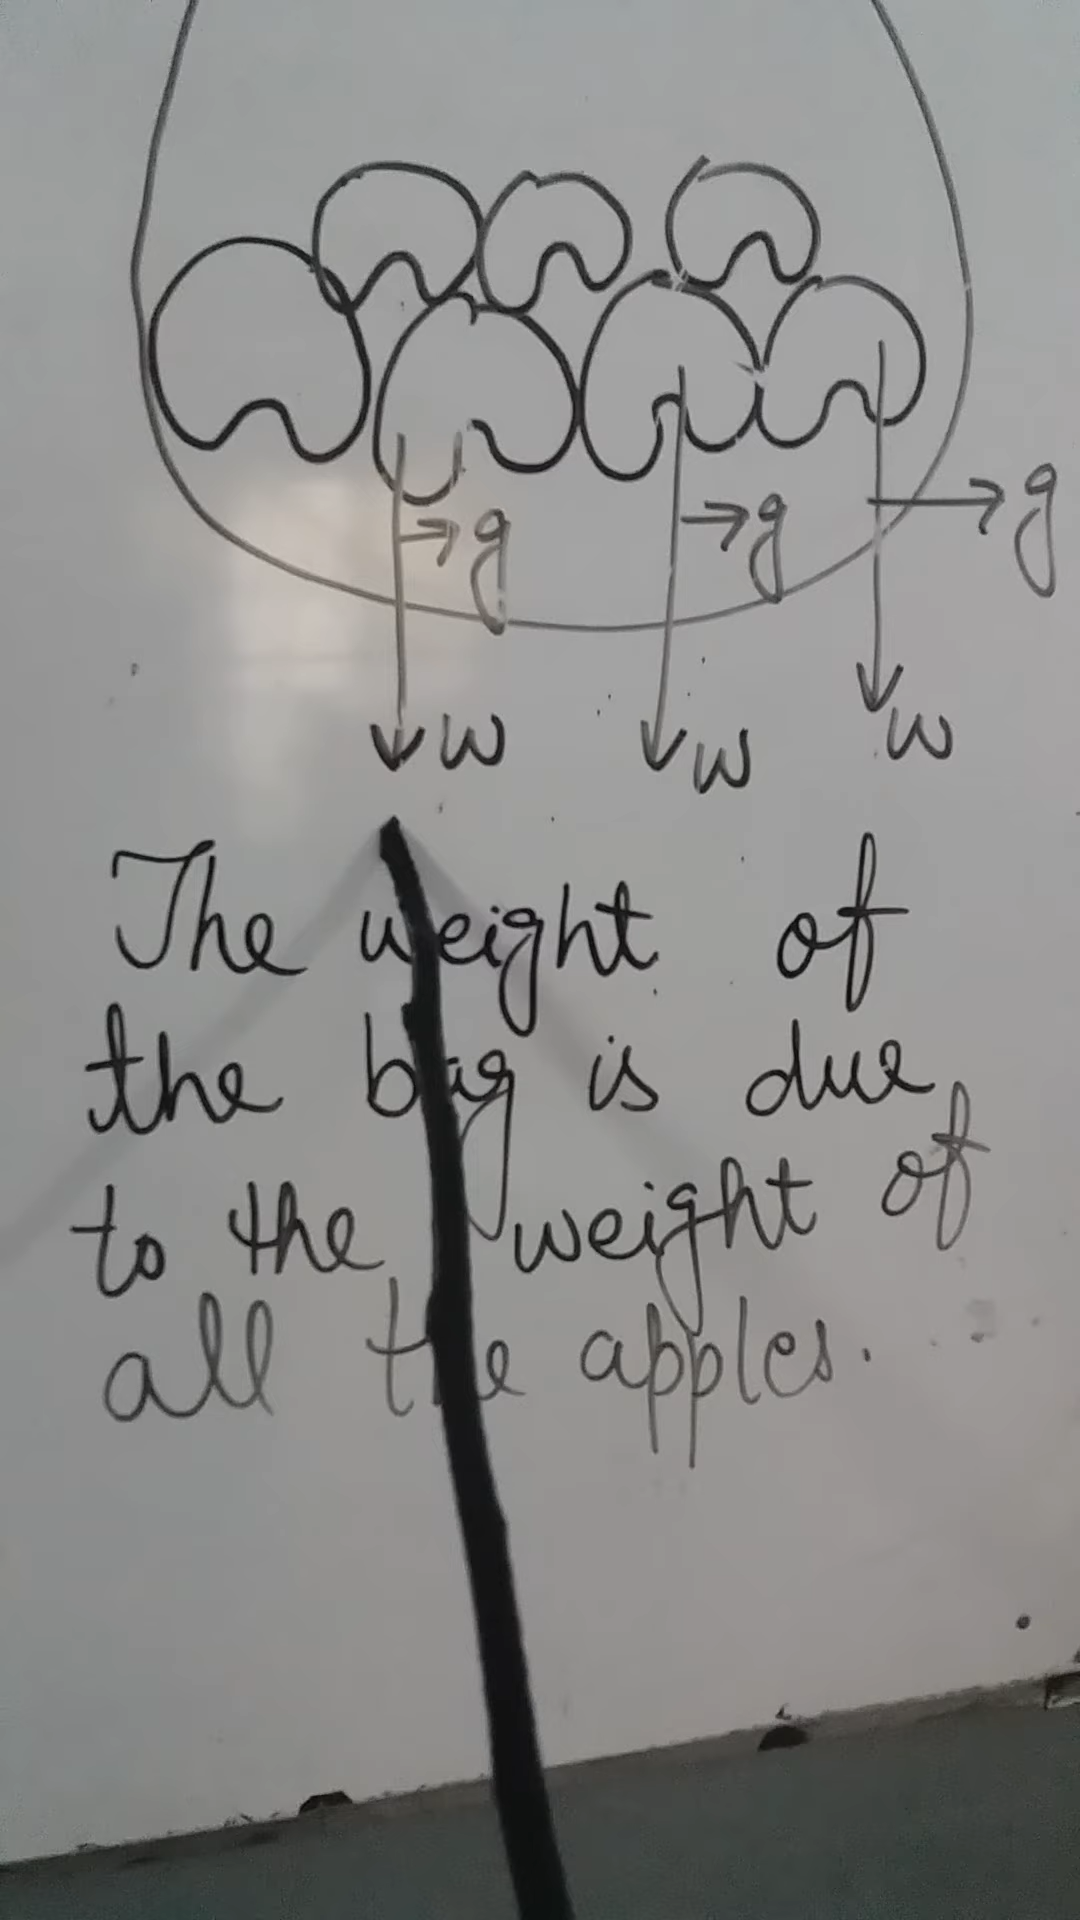 g g g
w w w
The weight of
the bag is due
to the weight of
all the apples.